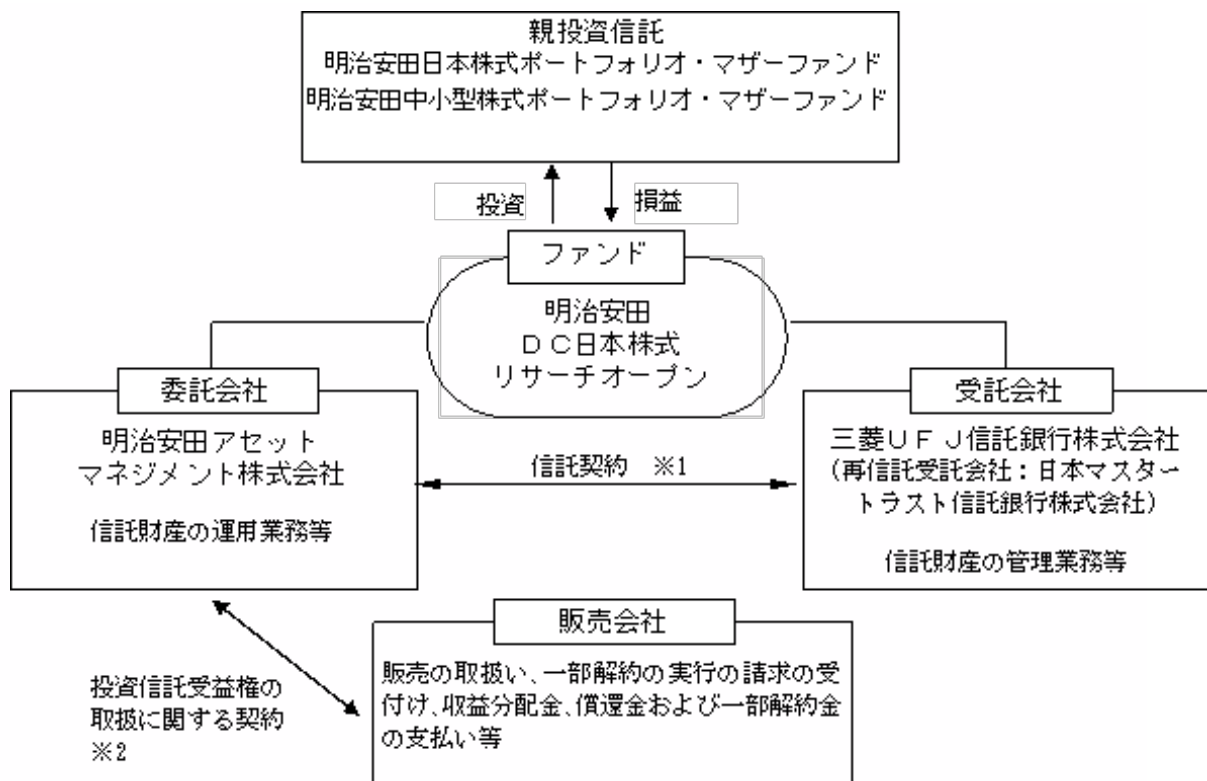 親投資信託
明治安田日本株式ポートフォリオ・マザーファンド
明治安田中小型株式ポートフォリオ・マザーファンド
投資
損益
ファンド
明治安田
ＤＣ日本株式
リサーチオープン
委託会社
明治安田アセット
マネジメント株式会社
信託財産の運用業務等
信託契約　※1
受託会社
三菱ＵＦＪ信託銀行株式会社
（再信託受託会社：日本マスター
トラスト信託銀行株式会社）
信託財産の管理業務等
投資信託受益権の
取扱に関する契約
※2
販売会社
販売の取扱い、一部解約の実行の請求の受
付け、収益分配金、償還金および一部解約金
の支払い等